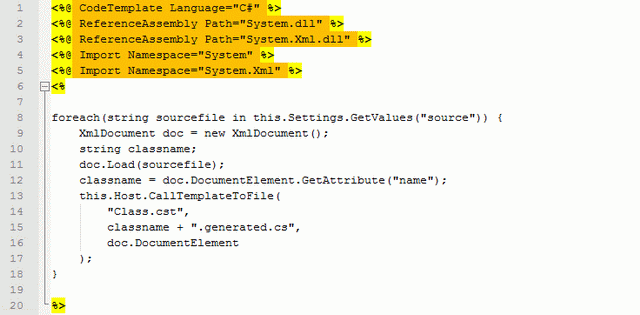 1 <%@ CodeTemplate Language="C#" %>
2 <%@ ReferenceAssembly Path="System.dll" %>
3 <%@ ReferenceAssembly Path="System.Xml.dll" %>
4 <%@ Import Namespace="System" %>
5 <%@ Import Namespace="System.Xml" %>
6 <%
7
8 foreach(string sourcefile in this.Settings.GetValues("source")) {
9     XmlDocument doc = new XmlDocument();
10     string classname;
11     doc.Load(sourcefile);
12     classname = doc.DocumentElement.GetAttribute("name");
13     this.Host.CallTemplateToFile(
14         "Class.cst",
15         classname + ".generated.cs",
16         doc.DocumentElement
17     );
18 }
19
20 %>